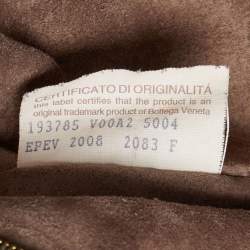 CERTIFICATO DI ORIGINALITÁ
this label certifies that the product is an
original trademark product of Bottega Veneta
193785 V00A2 5004
EPEV 2008 2083 F